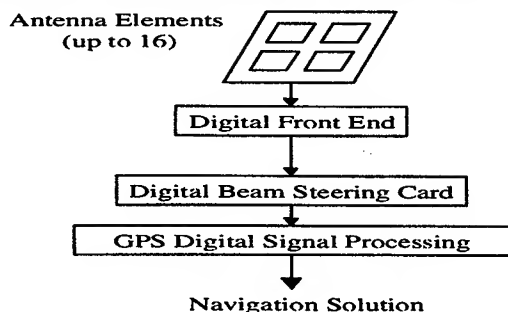 Antenna Elements
(up to 16)
Digital Front End
Digital Beam Steering Card
GPS Digital Signal Processing
Navigation Solution